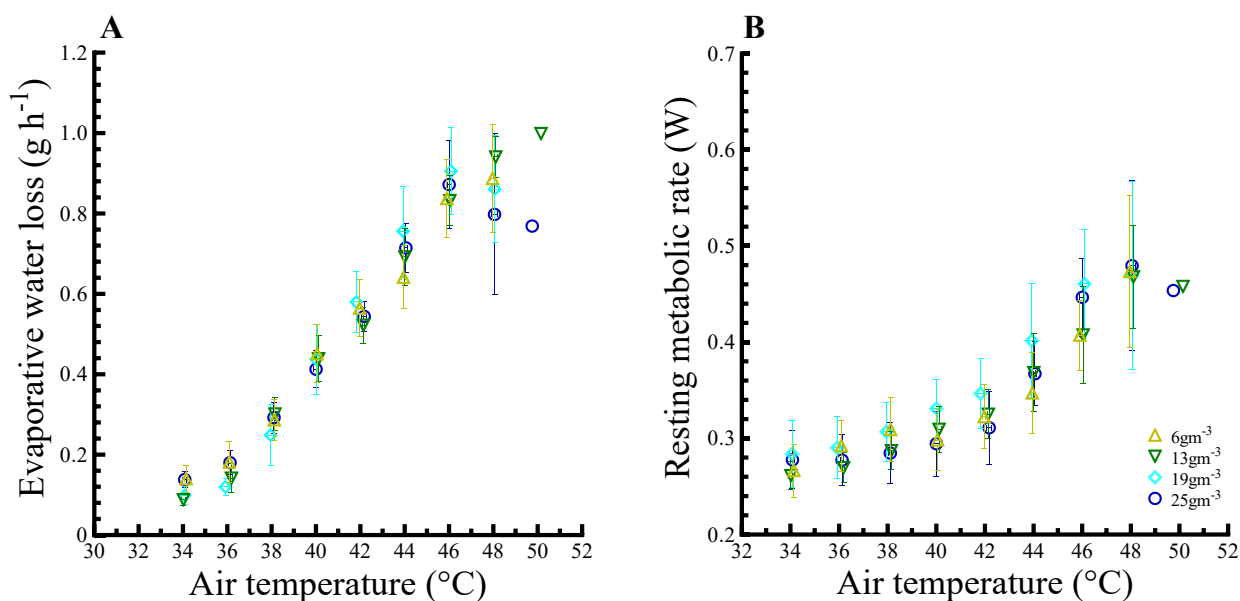 A
Evaporative water loss (g h⁻¹)
1.2
1.0
0.8
0.6
0.4
0.2
0
30 32 34 36 38 40 42 44 46 48 50 52
Air temperature (°C)
B
Resting metabolic rate (W)
0.7
0.6
0.5
0.4
0.3
0.2
32 34 36 38 40 42 44 46 48 50 52
Air temperature (°C)
6gm⁻³
13gm⁻³
19gm⁻³
25gm⁻³